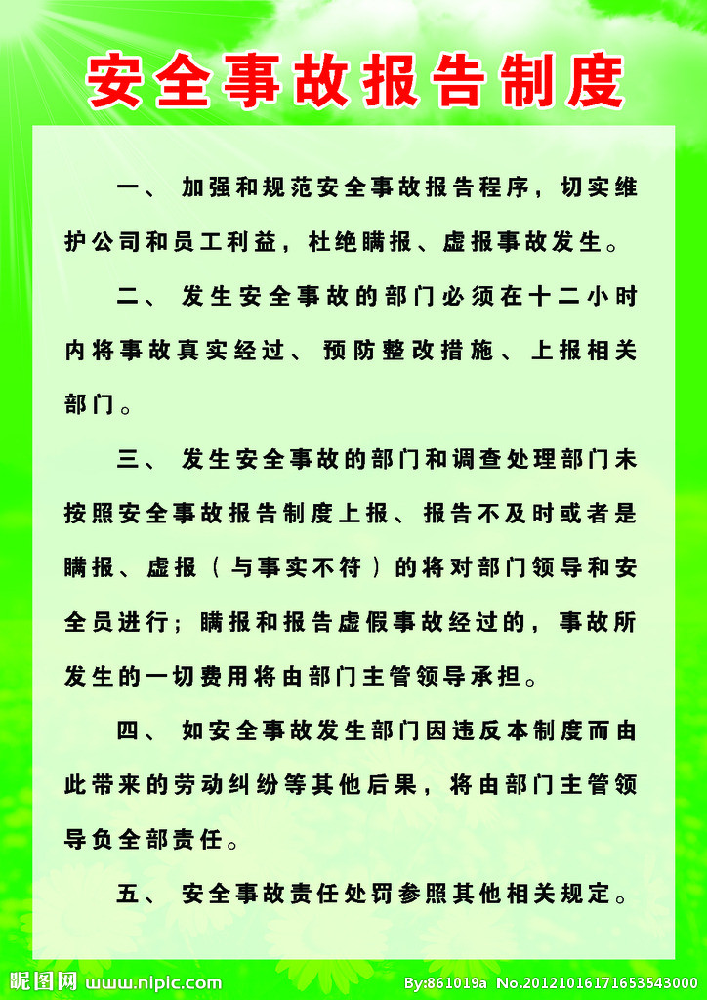 安全事故报告制度
一、 加强和规范安全事故报告程序，切实维
护公司和员工利益，杜绝瞒报、虚报事故发生。
二、 发生安全事故的部门必须在十二小时
内将事故真实经过、预防整改措施、上报相关
部门。
三、 发生安全事故的部门和调查处理部门未
按照安全事故报告制度上报、报告不及时或者是
瞒报、虚报（与事实不符）的将对部门领导和安
全员进行；瞒报和报告虚假事故经过的，事故所
发生的一切费用将由部门主管领导承担。
四、 如安全事故发生部门因违反本制度而由
此带来的劳动纠纷等其他后果，将由部门主管领
导负全部责任。
五、 安全事故责任处罚参照其他相关规定。
昵图网 www.nipic.com
By:861019a No.20121016171653543000